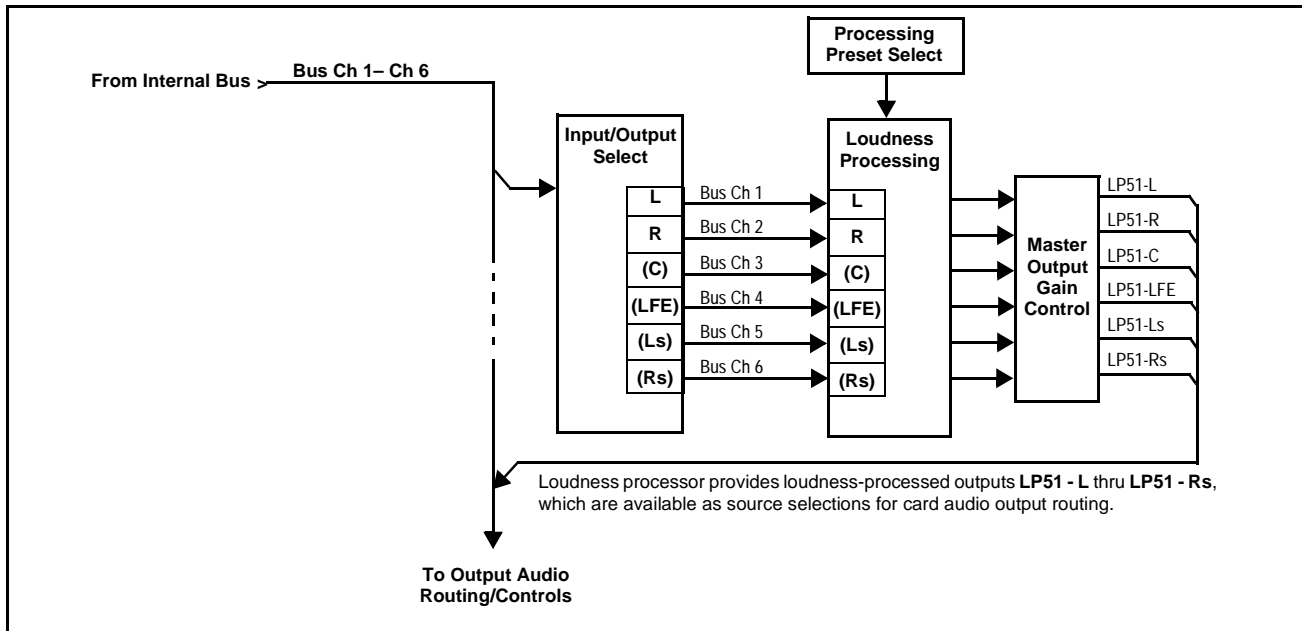 Processing
Preset Select
From Internal Bus >
Bus Ch 1– Ch 6
Input/Output
Select
L
R
(C)
(LFE)
(Ls)
(Rs)
Bus Ch 1
Bus Ch 2
Bus Ch 3
Bus Ch 4
Bus Ch 5
Bus Ch 6
Loudness
Processing
L
R
(C)
(LFE)
(Ls)
(Rs)
Master
Output
Gain
Control
LP51-L
LP51-R
LP51-C
LP51-LFE
LP51-Ls
LP51-Rs
Loudness processor provides loudness-processed outputs LP51 - L thru LP51 - Rs,
which are available as source selections for card audio output routing.
To Output Audio
Routing/Controls